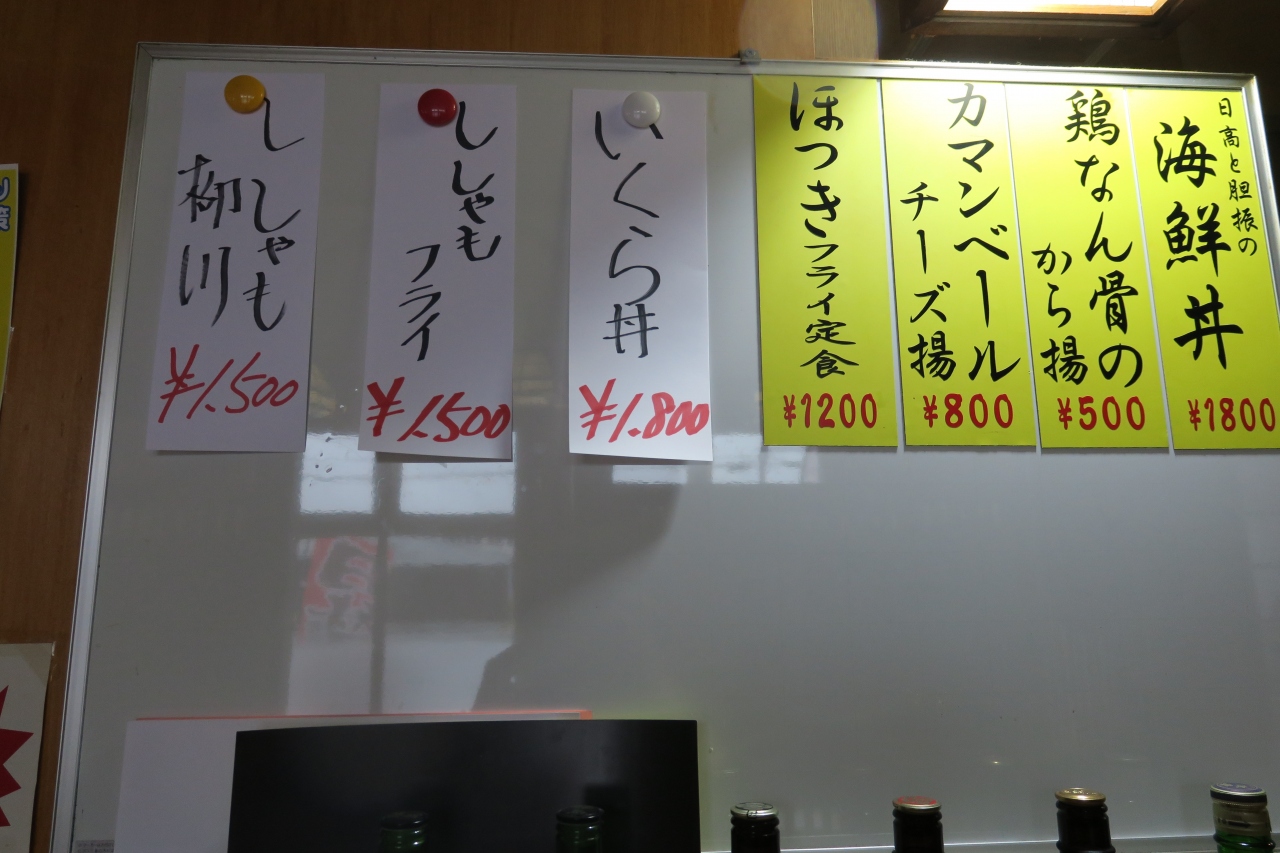 日高と胆振の
海鮮丼
¥1800
鶏なん骨の
から揚
¥500
カマンベール
チーズ揚
¥800
ほつき
フライ定食
¥1200
いくら丼
¥1.800
ししゃも
フライ
¥1.500
ししゃも
柳川
¥1.500